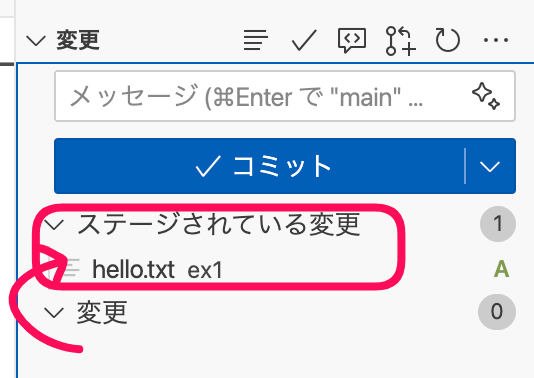 変更
メッセージ (⌘Enter で "main" ...
コミット
ステージされている変更 1
hello.txt ex1 A
変更 0